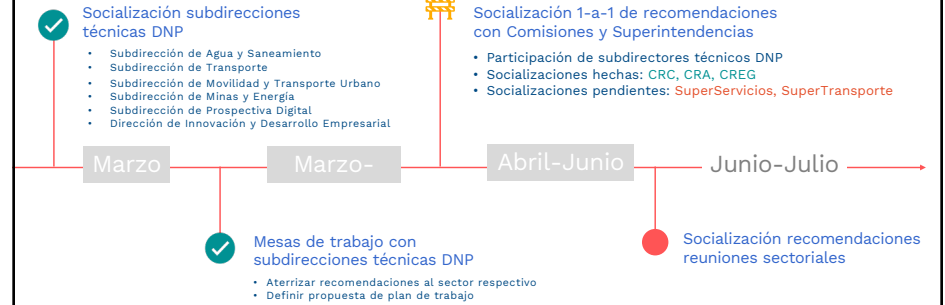 Socialización subdirecciones
técnicas DNP
• Subdirección de Agua y Saneamiento
• Subdirección de Transporte
• Subdirección de Movilidad y Transporte Urbano
• Subdirección de Minas y Energía
• Subdirección de Prospectiva Digital
• Dirección de Innovación y Desarrollo Empresarial
Socialización 1-a-1 de recomendaciones
con Comisiones y Superintendencias
• Participación de subdirectores técnicos DNP
• Socializaciones hechas: CRC, CRA, CREG
• Socializaciones pendientes: SuperServicios, SuperTransporte
Marzo
Marzo-
Abril-Junio
Junio-Julio
Mesas de trabajo con
subdirecciones técnicas DNP
• Aterrizar recomendaciones al sector respectivo
• Definir propuesta de plan de trabajo
Socialización recomendaciones
reuniones sectoriales